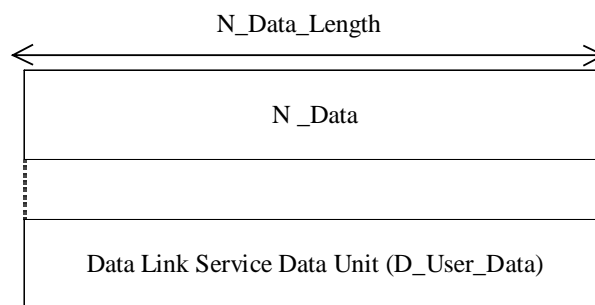 N_Data_Length
N _Data
Data Link Service Data Unit (D_User_Data)